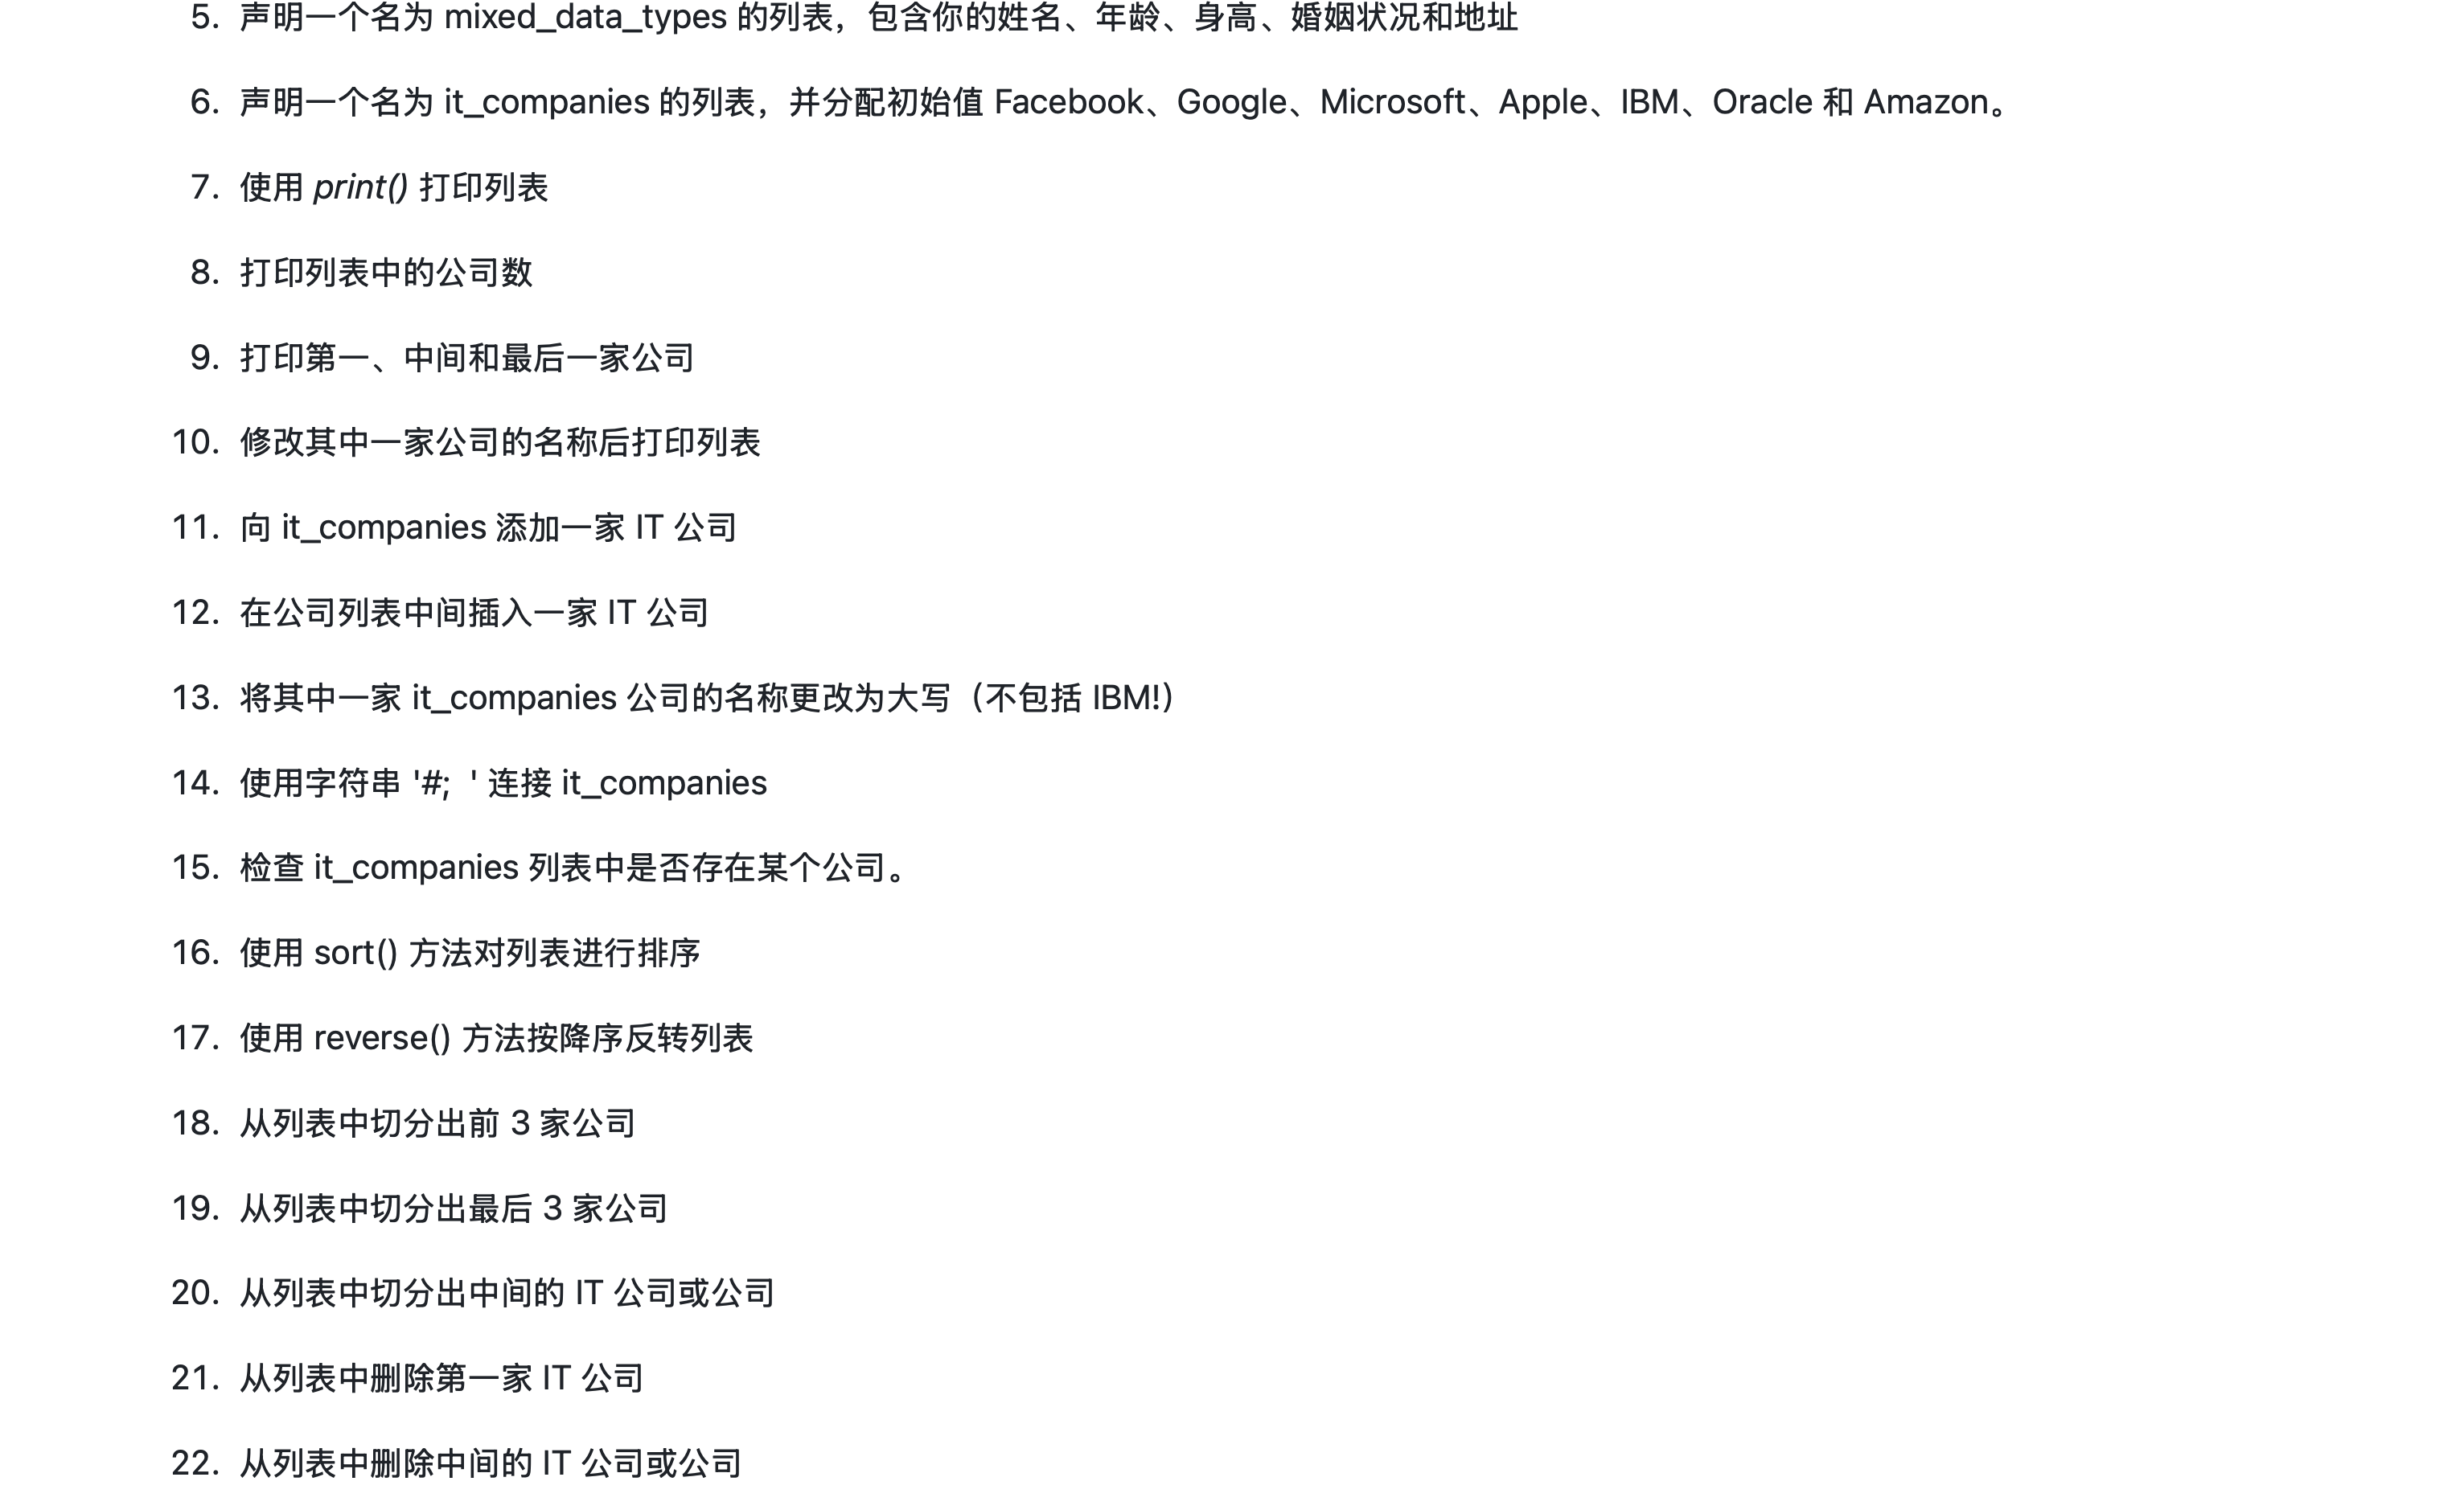 5. 声明一个名为 mixed_data_types 的列表，包含你的姓名、年龄、身高、婚姻状况和地址
6. 声明一个名为 it_companies 的列表，并分配初始值 Facebook、Google、Microsoft、Apple、IBM、Oracle 和 Amazon。
7. 使用 print() 打印列表
8. 打印列表中的公司数
9. 打印第一、中间和最后一家公司
10. 修改其中一家公司的名称后打印列表
11. 向 it_companies 添加一家 IT 公司
12. 在公司列表中间插入一家 IT 公司
13. 将其中一家 it_companies 公司的名称更改为大写（不包括 IBM!）
14. 使用字符串 '#;  ' 连接 it_companies
15. 检查 it_companies 列表中是否存在某个公司。
16. 使用 sort() 方法对列表进行排序
17. 使用 reverse() 方法按降序反转列表
18. 从列表中切分出前 3 家公司
19. 从列表中切分出最后 3 家公司
20. 从列表中切分出中间的 IT 公司或公司
21. 从列表中删除第一家 IT 公司
22. 从列表中删除中间的 IT 公司或公司